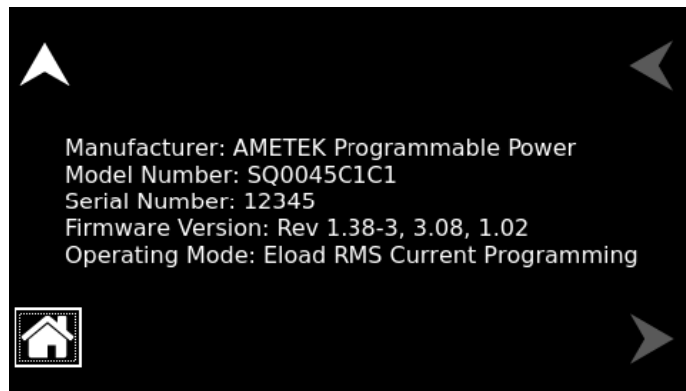 Manufacturer: AMETEK Programmable Power
Model Number: SQ0045C1C1
Serial Number: 12345
Firmware Version: Rev 1.38-3, 3.08, 1.02
Operating Mode: Eload RMS Current Programming